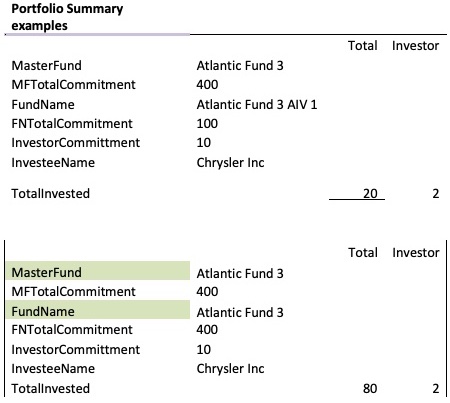 Portfolio Summary
examples
Total Investor
MasterFund Atlantic Fund 3
MFTotalCommitment 400
FundName Atlantic Fund 3 AIV 1
FNTotalCommitment 100
InvestorCommittment 10
InvesteeName Chrysler Inc
TotalInvested 20 2
Total Investor
MasterFund Atlantic Fund 3
MFTotalCommitment 400
FundName Atlantic Fund 3
FNTotalCommitment 400
InvestorCommittment 10
InvesteeName Chrysler Inc
TotalInvested 80 2